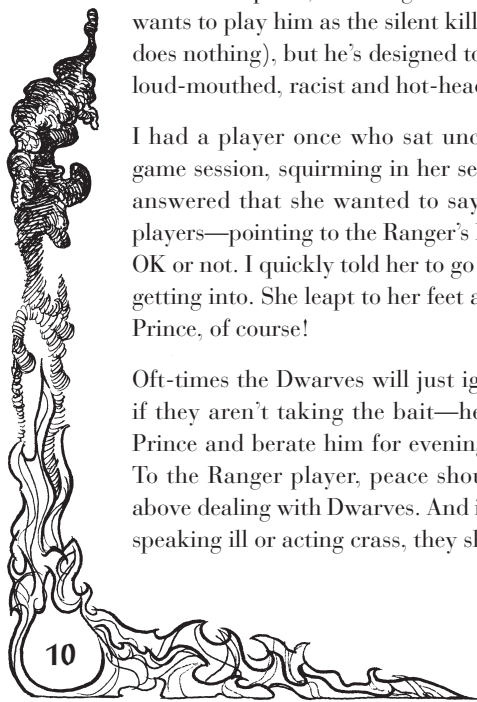 wants to play him as the silent kill
does nothing), but he's designed to
loud-mouthed, racist and hot-head
I had a player once who sat unc
game session, squirming in her se
answered that she wanted to say
players—pointing to the Ranger's
OK or not. I quickly told her to go
getting into. She leapt to her feet a
Prince, of course!
Oft-times the Dwarves will just ig
if they aren't taking the bait—he
Prince and berate him for evening
To the Ranger player, peace shou
above dealing with Dwarves. And i
speaking ill or acting crass, they sh
10